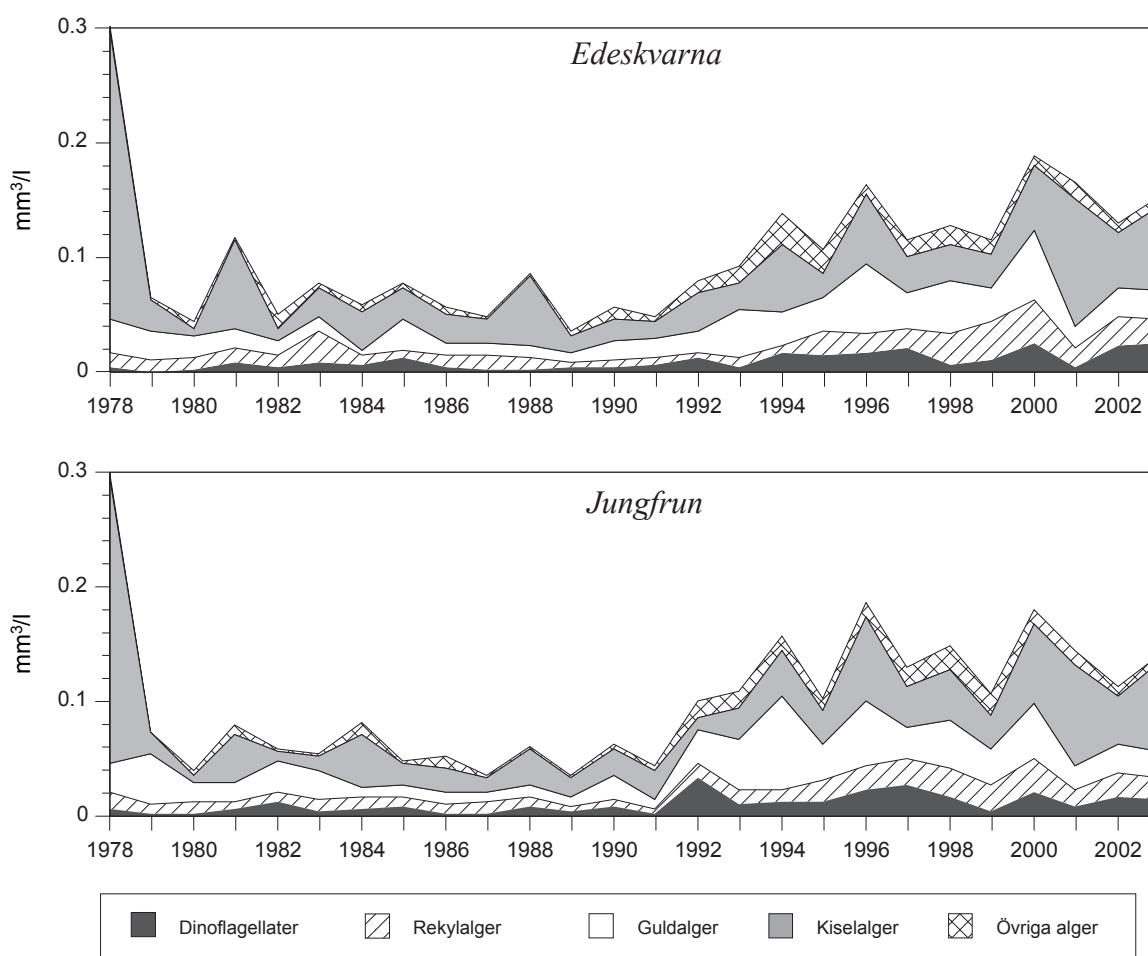 0.3
Edeskvarna
0.2
mm³/l
0.1
0
1978 1980 1982 1984 1986 1988 1990 1992 1994 1996 1998 2000 2002
0.3
Jungfrun
0.2
mm³/l
0.1
0
1978 1980 1982 1984 1986 1988 1990 1992 1994 1996 1998 2000 2002
Dinoflagellater Rekylalger Guldalger Kiselalger Övriga alger